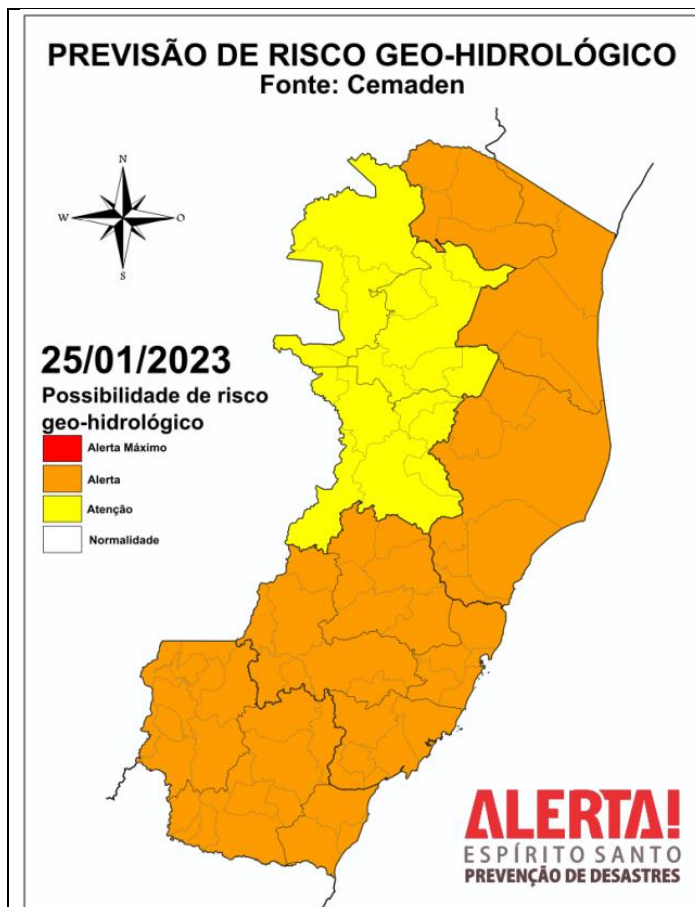 PREVISÃO DE RISCO GEO-HIDROLÓGICO
Fonte: Cemaden
N
W
O
S
25/01/2023
Possibilidade de risco
geo-hidrológico
Alerta Máximo
Alerta
Atenção
Normalidade
ALERTA!
ESPÍRITO SANTO
PREVENÇÃO DE DESASTRES